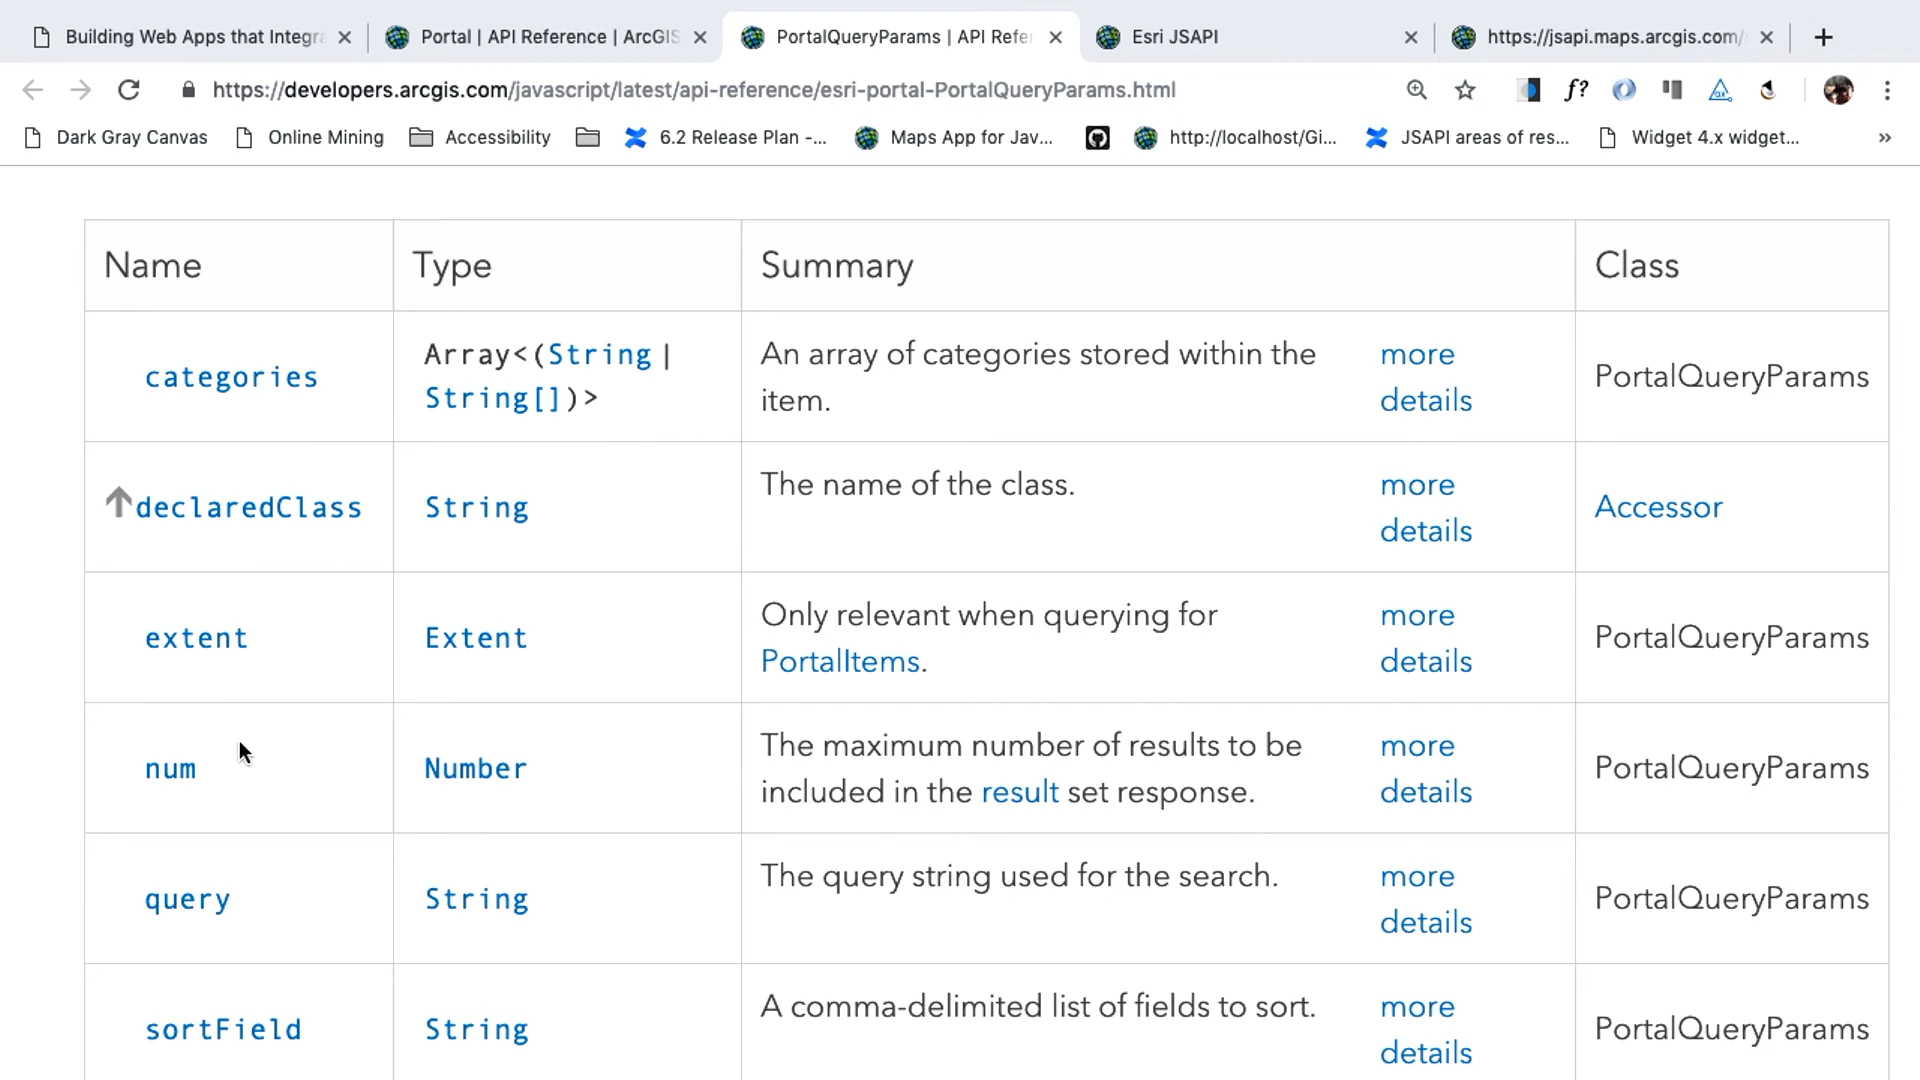 Building Web Apps that Integra
Portal | API Reference | ArcGIS
PortalQueryParams | API Refe
Esri JSAPI
https://jsapi.maps.arcgis.com/
https://developers.arcgis.com/javascript/latest/api-reference/esri-portal-PortalQueryParams.html
f?
Dark Gray Canvas
Online Mining
Accessibility
6.2 Release Plan -...
Maps App for Jav...
http://localhost/Gi...
JSAPI areas of res...
Widget 4.x widget...
»
Name Type Summary Class
categories
Array<(String |
String[])>
An array of categories stored within the
item.
more
details
PortalQueryParams
declaredClass
String
The name of the class.
more
details
Accessor
extent
Extent
Only relevant when querying for
PortalItems.
more
details
PortalQueryParams
num
Number
The maximum number of results to be
included in the result set response.
more
details
PortalQueryParams
query
String
The query string used for the search.
more
details
PortalQueryParams
sortField
String
A comma-delimited list of fields to sort.
more
details
PortalQueryParams